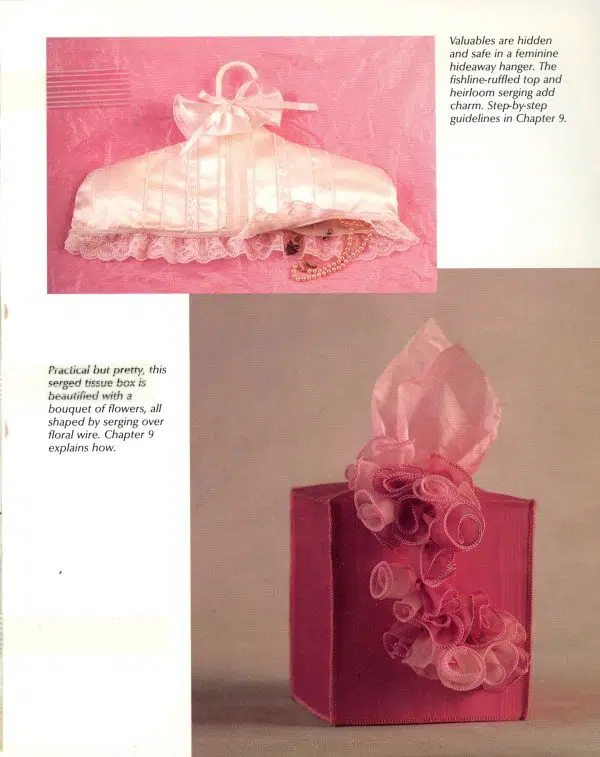 Valuables are hidden
and safe in a feminine
hideaway hanger. The
fishline-ruffled top and
heirloom serging add
charm. Step-by-step
guidelines in Chapter 9.
Practical but pretty, this
serged tissue box is
beautified with a
bouquet of flowers, all
shaped by serging over
floral wire. Chapter 9
explains how.